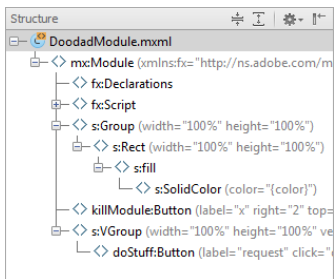 Structure
DoodadModule.mxml
mx:Module (xmlns:fx="http://ns.adobe.com/m
fx:Declarations
fx:Script
s:Group (width="100%" height="100%")
s:Rect (width="100%" height="100%")
s:fill
s:SolidColor (color="{color}")
killModule:Button (label="x" right="2" top=
s:VGroup (width="100%" height="100%" ve
doStuff:Button (label="request" click="